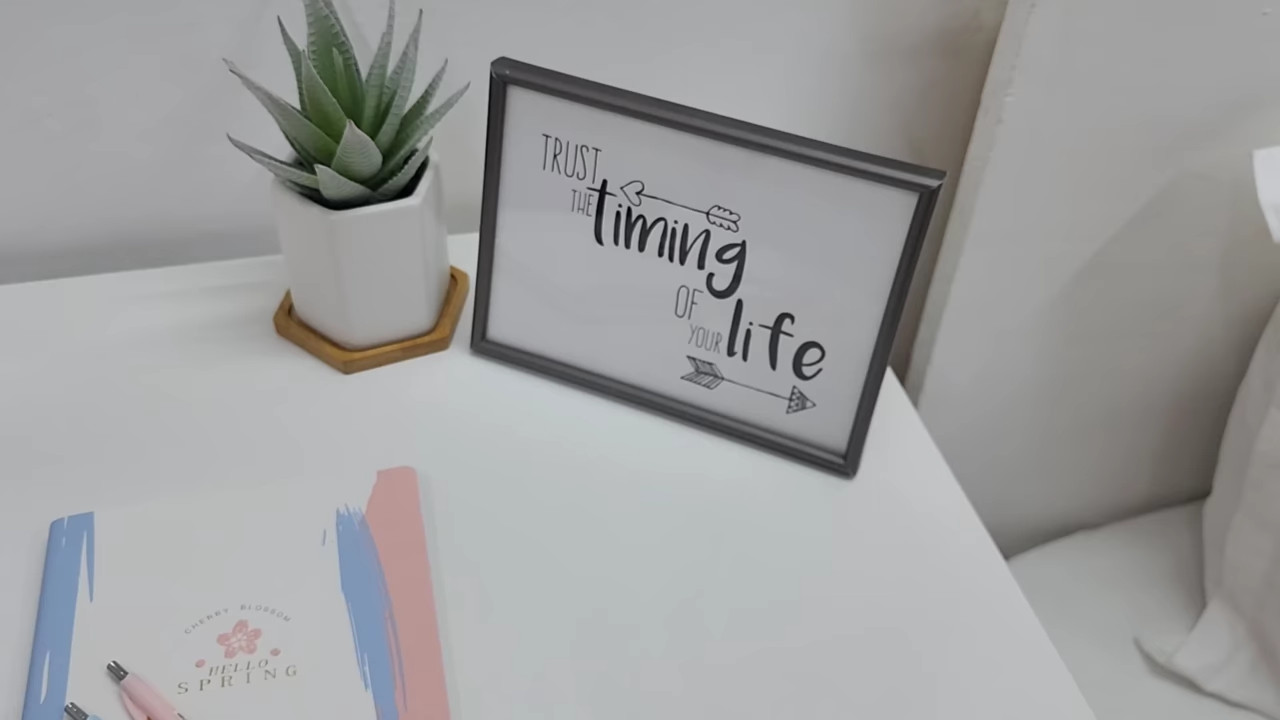 TRUST
THE timing
OF
YOUR life
CHERRY BLOSSOM
HELLO
SPRING